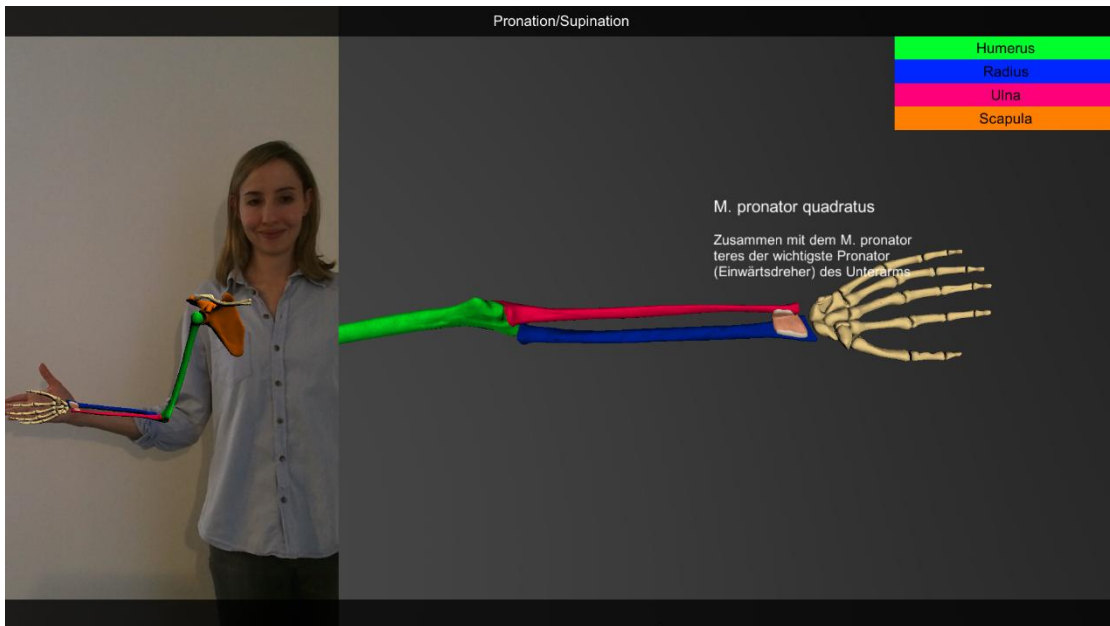 Pronation/Supination
Humerus
Radius
Ulna
Scapula
M. pronator quadratus
Zusammen mit dem M. pronator
teres der wichtigste Pronator
(Einwärtsdreher) des Unterarms